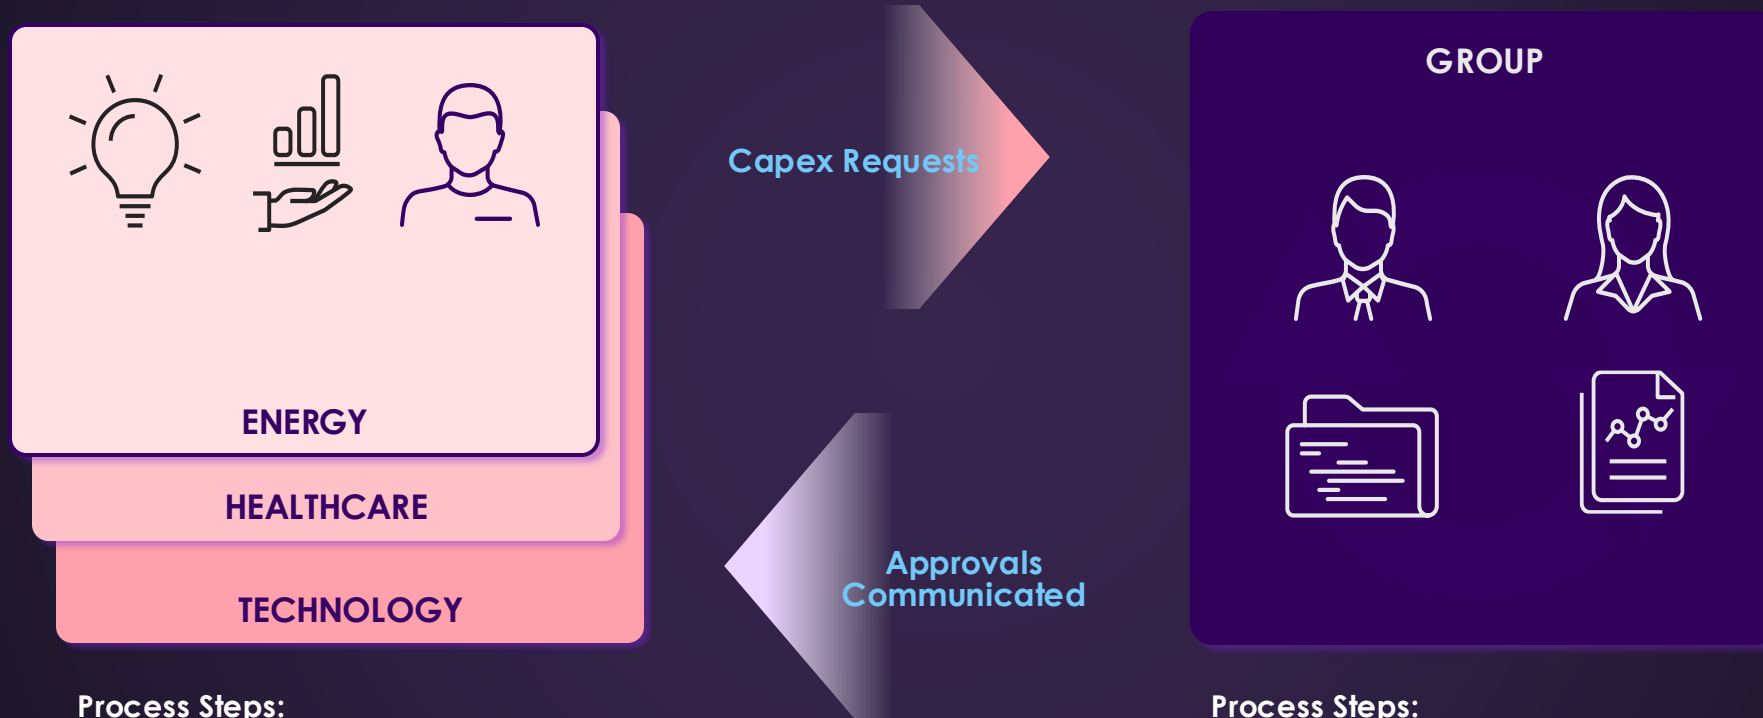 ENERGY
HEALTHCARE
TECHNOLOGY
Process Steps:
Capex Requests
Approvals
Communicated
GROUP
Process Steps: